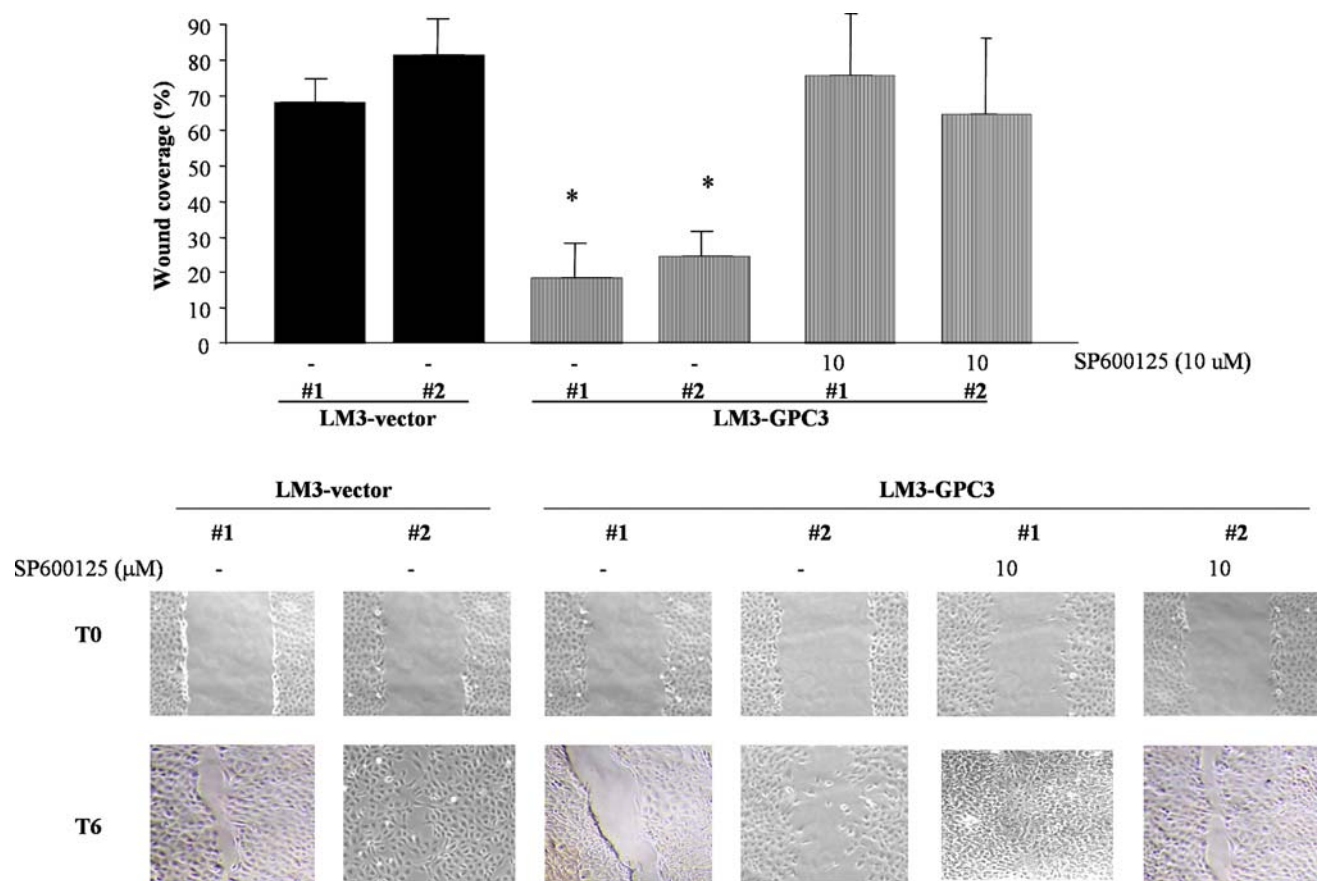 Wound coverage (%)
90
80
70
60
50
40
30
20
10
0
* *
- - - - 10 10 SP600125 (10 uM)
#1 #2 #1 #2 #1 #2
LM3-vector LM3-GPC3
LM3-vector LM3-GPC3
#1 #2 #1 #2 #1 #2
SP600125 (μM) - - - - 10 10
T0
T6